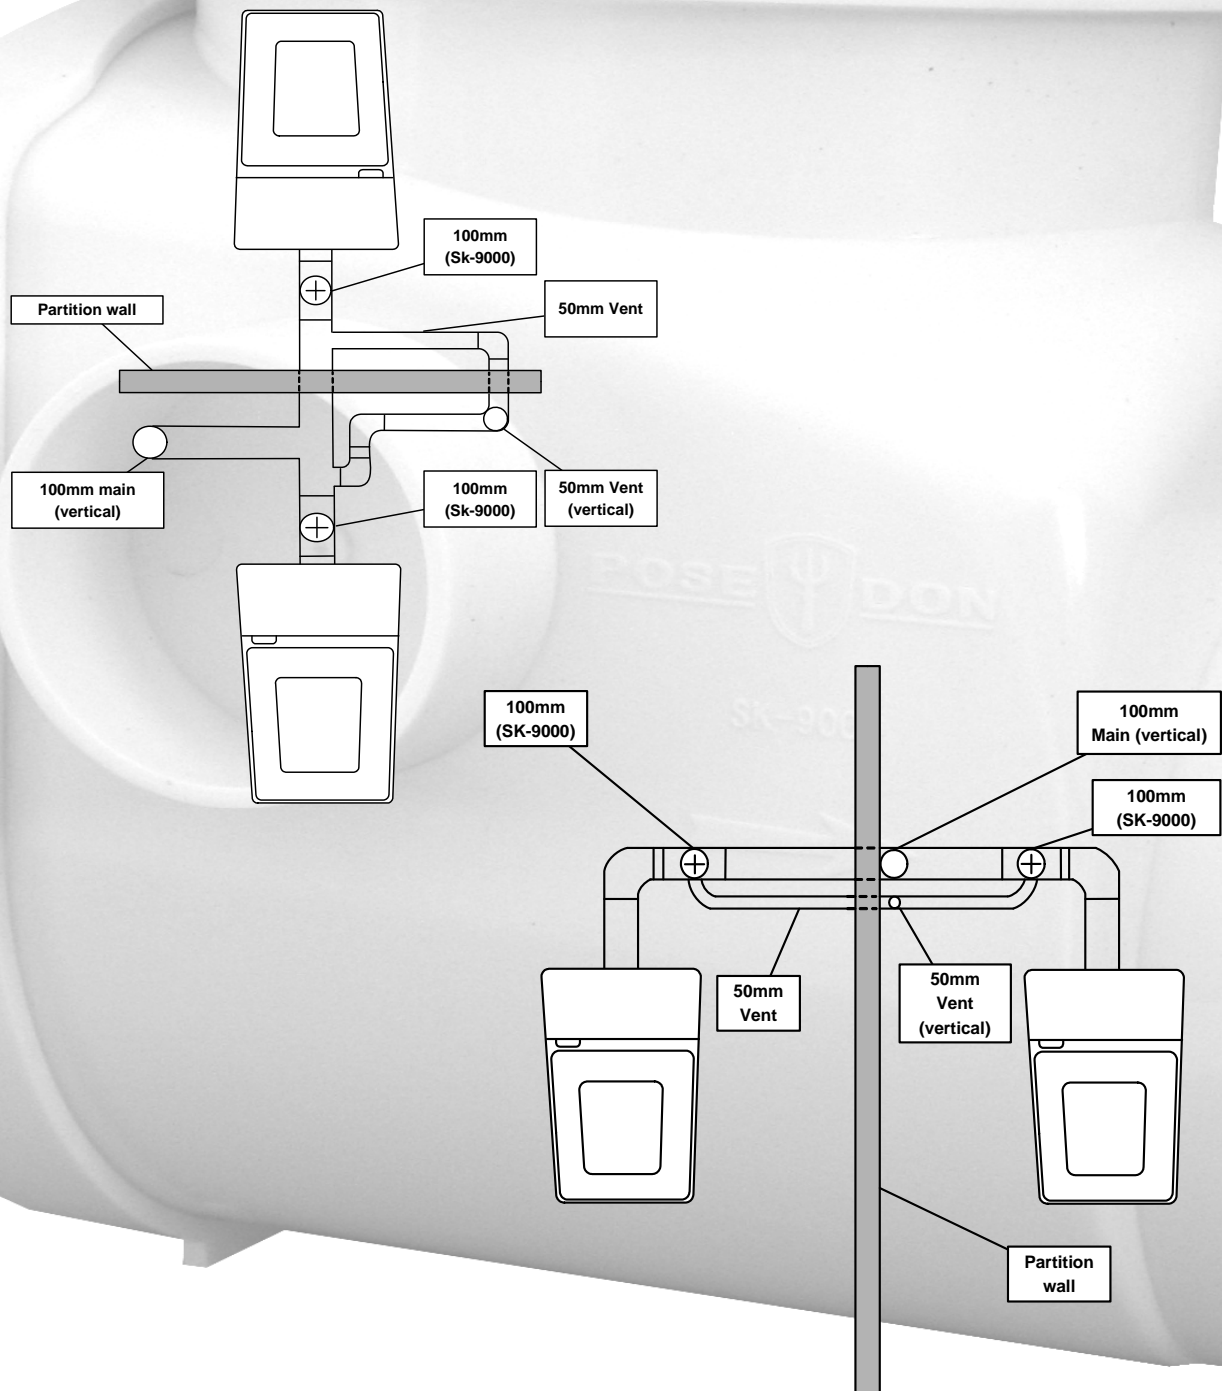 100mm
(Sk-9000)
50mm Vent
Partition wall
100mm main
(vertical)
100mm
(Sk-9000)
50mm Vent
(vertical)
POSE DON
100mm
(SK-9000)
SK-900
100mm
Main (vertical)
100mm
(SK-9000)
50mm
Vent
50mm
Vent
(vertical)
Partition
wall